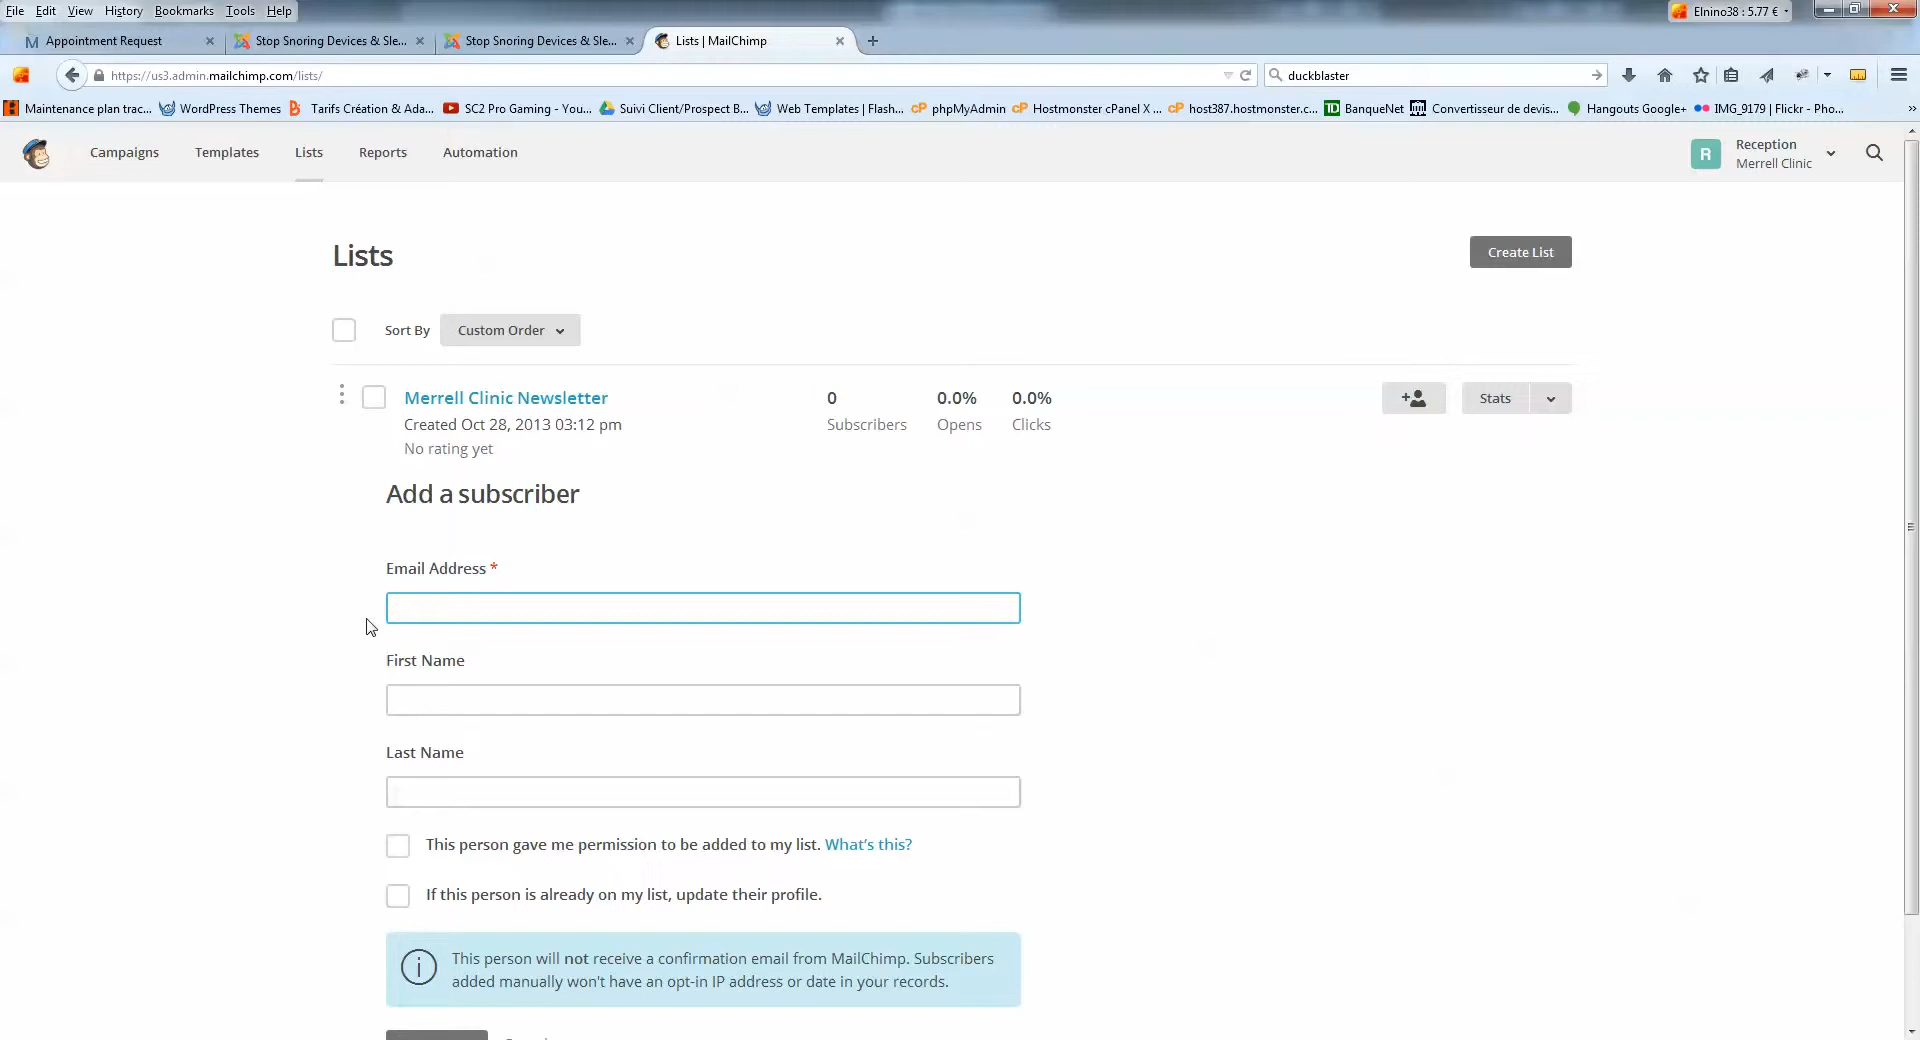 File Edit View History Bookmarks Tools Help
Elnino38 : 5.77 €
Appointment Request
Stop Snoring Devices & Sle...
Stop Snoring Devices & Sle...
Lists | MailChimp
https://us3.admin.mailchimp.com/lists/
duckblaster
Maintenance plan trac...
WordPress Themes
Tarifs Création & Ada...
SC2 Pro Gaming - You...
Suivi Client/Prospect B...
Web Templates | Flash...
phpMyAdmin
Hostmonster cPanel X ...
host387.hostmonster.c...
BanqueNet
Convertisseur de devis...
Hangouts Google+
IMG_9179 | Flickr - Pho...
Campaigns
Templates
Lists
Reports
Automation
R
Reception
Merrell Clinic
Lists
Create List
Sort By
Custom Order
Merrell Clinic Newsletter
Created Oct 28, 2013 03:12 pm
No rating yet
0
Subscribers
0.0%
Opens
0.0%
Clicks
Stats
Add a subscriber
Email Address *
First Name
Last Name
This person gave me permission to be added to my list. What's this?
If this person is already on my list, update their profile.
This person will not receive a confirmation email from MailChimp. Subscribers
added manually won't have an opt-in IP address or date in your records.